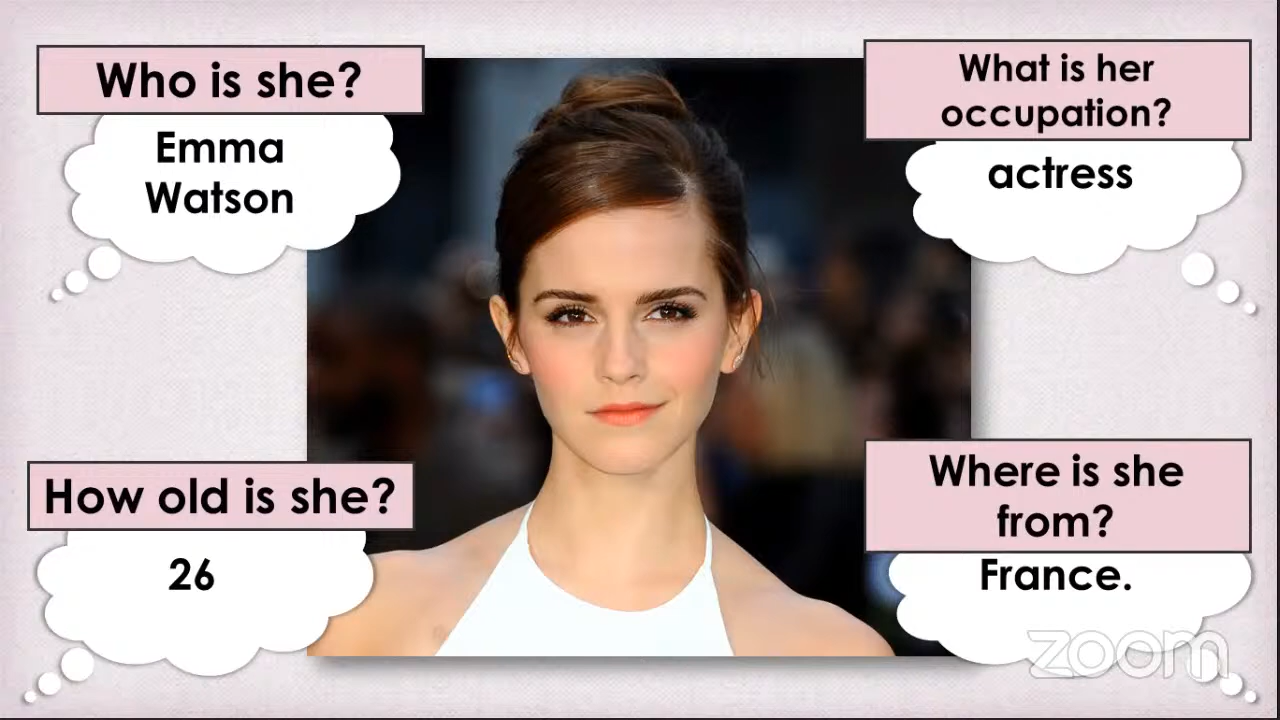 Who is she?
Emma
Watson
What is her
occupation?
actress
How old is she?
26
Where is she
from?
France.
zoom